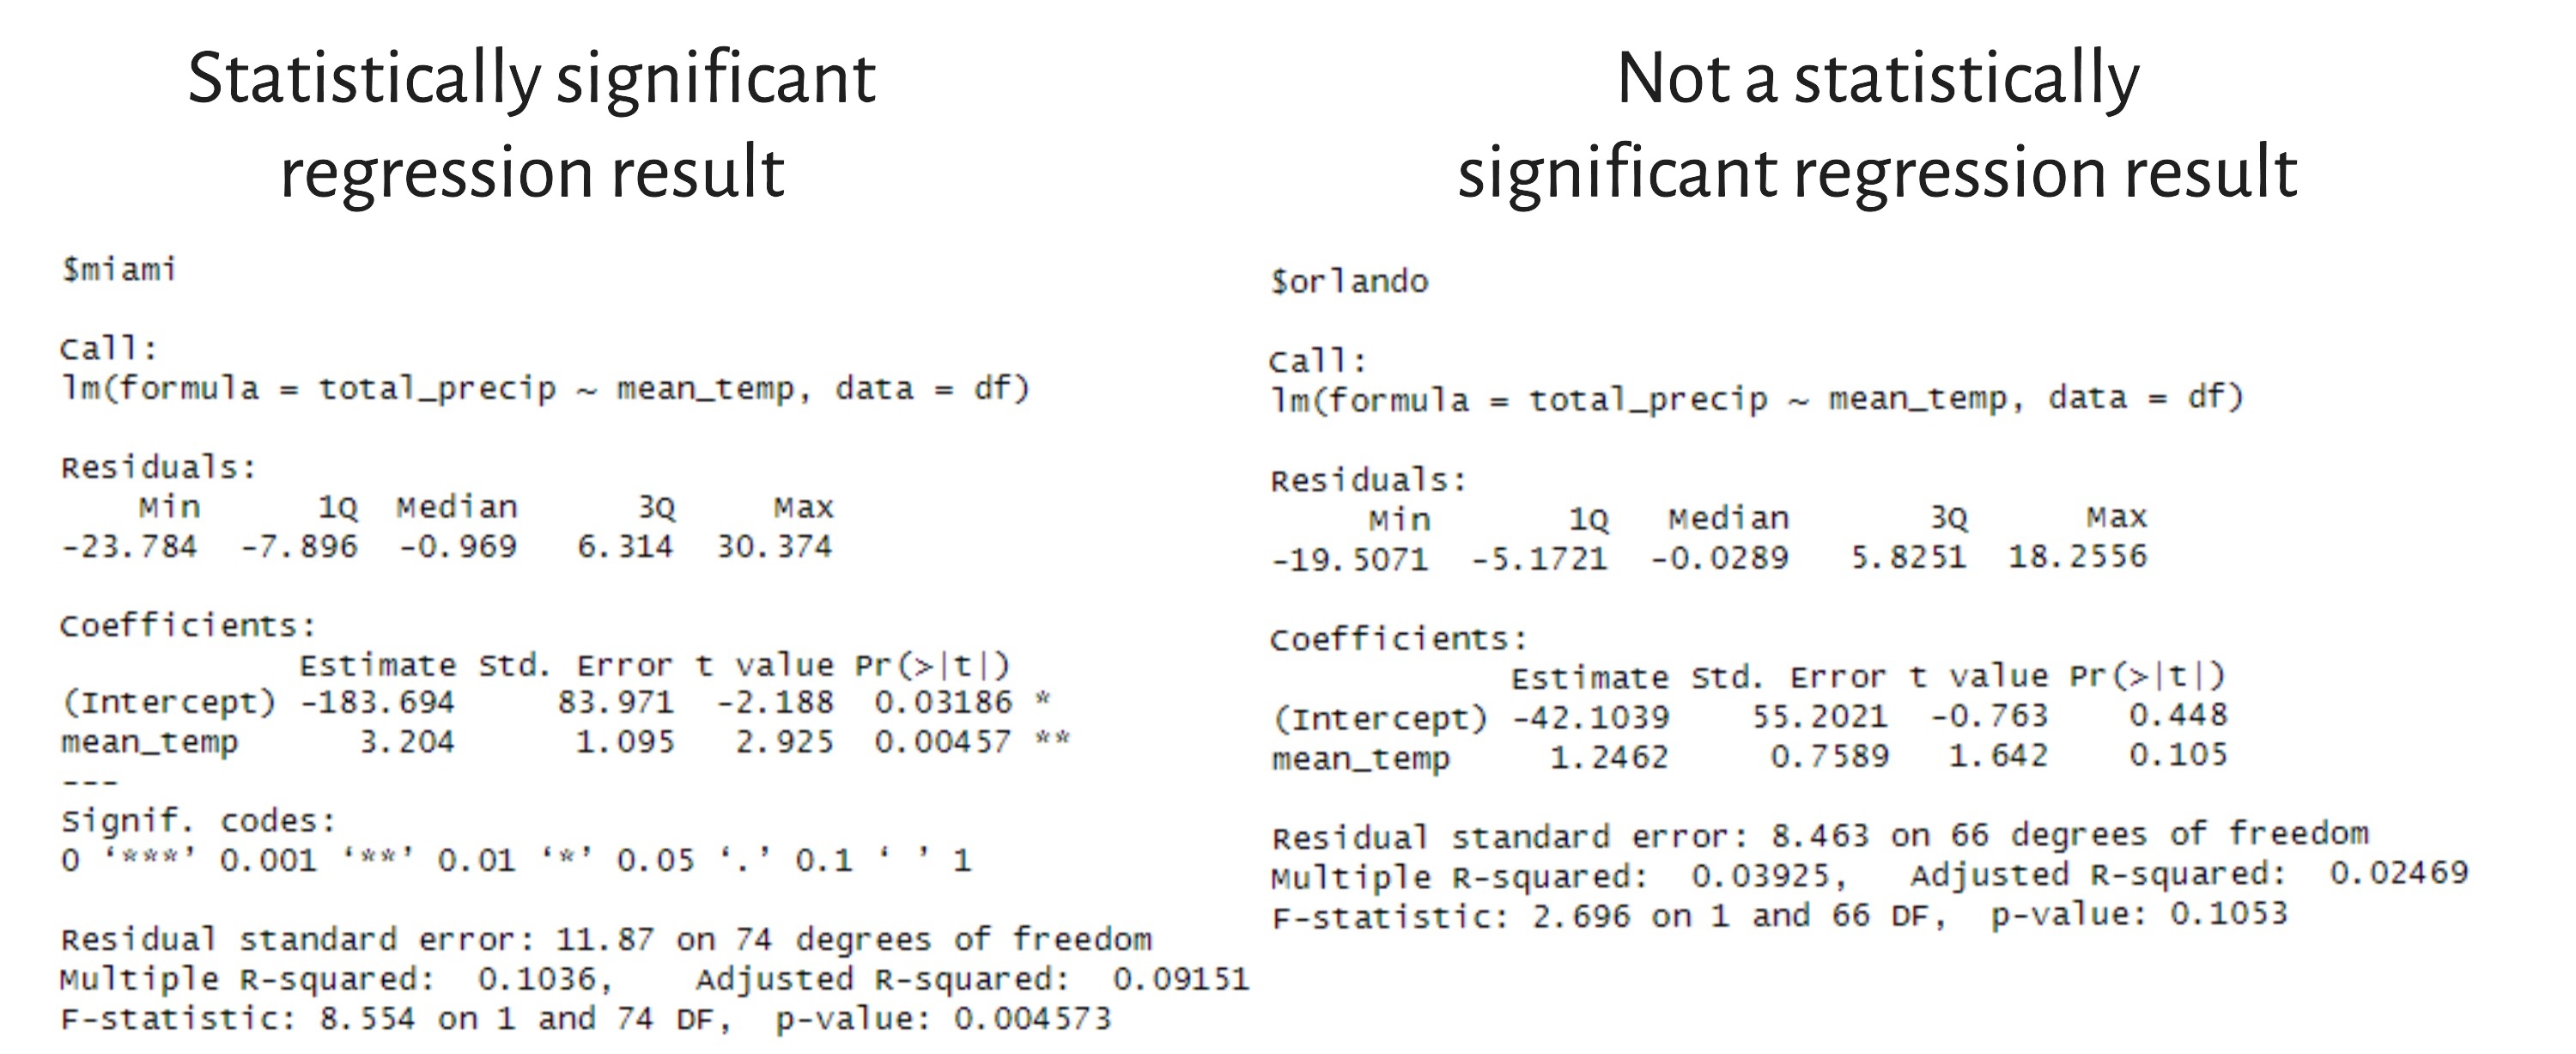 Statistically significant
regression result
$miami
Call:
lm(formula = total_precip ~ mean_temp, data = df)
Residuals:
Min 1Q Median 3Q Max
-23.784 -7.896 -0.969 6.314 30.374
Coefficients:
Estimate Std. Error t value Pr(>|t|)
(Intercept) -183.694 83.971 -2.188 0.03186 *
mean_temp 3.204 1.095 2.925 0.00457 **
---
Signif. codes:
0 ‘***’ 0.001 ‘**’ 0.01 ‘*’ 0.05 ‘.’ 0.1 ‘ ’ 1
Residual standard error: 11.87 on 74 degrees of freedom
Multiple R-squared: 0.1036, Adjusted R-squared: 0.09151
F-statistic: 8.554 on 1 and 74 DF, p-value: 0.004573
Not a statistically
significant regression result
$orlando
Call:
lm(formula = total_precip ~ mean_temp, data = df)
Residuals:
Min 1Q Median 3Q Max
-19.5071 -5.1721 -0.0289 5.8251 18.2556
Coefficients:
Estimate Std. Error t value Pr(>|t|)
(Intercept) -42.1039 55.2021 -0.763 0.448
mean_temp 1.2462 0.7589 1.642 0.105
Residual standard error: 8.463 on 66 degrees of freedom
Multiple R-squared: 0.03925, Adjusted R-squared: 0.02469
F-statistic: 2.696 on 1 and 66 DF, p-value: 0.1053